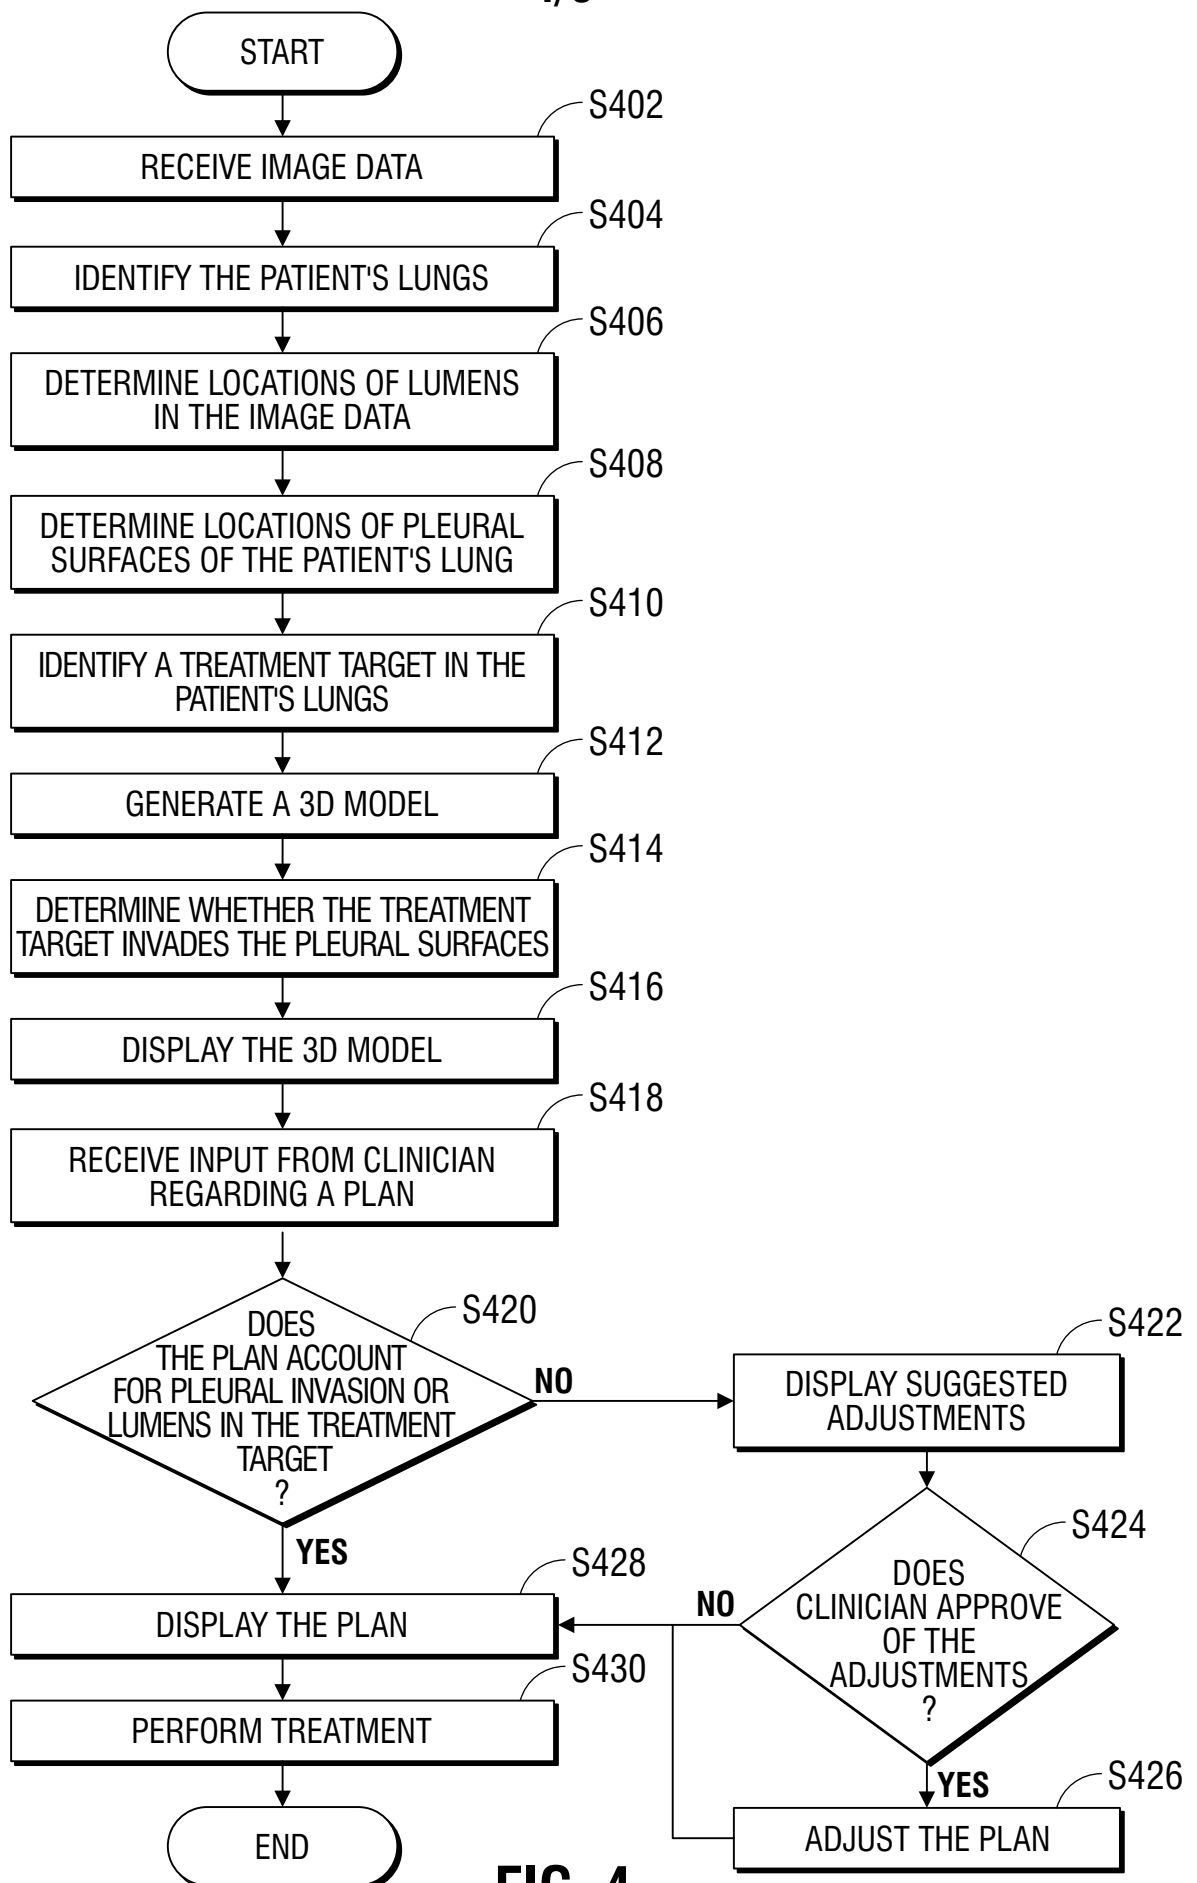 START
S402
RECEIVE IMAGE DATA
S404
IDENTIFY THE PATIENT'S LUNGS
S406
DETERMINE LOCATIONS OF LUMENS
IN THE IMAGE DATA
S408
DETERMINE LOCATIONS OF PLEURAL
SURFACES OF THE PATIENT'S LUNG
S410
IDENTIFY A TREATMENT TARGET IN THE
PATIENT'S LUNGS
S412
GENERATE A 3D MODEL
S414
DETERMINE WHETHER THE TREATMENT
TARGET INVADES THE PLEURAL SURFACES
S416
DISPLAY THE 3D MODEL
S418
RECEIVE INPUT FROM CLINICIAN
REGARDING A PLAN
S420
DOES
THE PLAN ACCOUNT
FOR PLEURAL INVASION OR
LUMENS IN THE TREATMENT
TARGET
?
NO
S422
DISPLAY SUGGESTED
ADJUSTMENTS
S424
DOES
CLINICIAN APPROVE
OF THE
ADJUSTMENTS
?
NO
YES
S426
ADJUST THE PLAN
YES
S428
DISPLAY THE PLAN
S430
PERFORM TREATMENT
END
FIG. 4